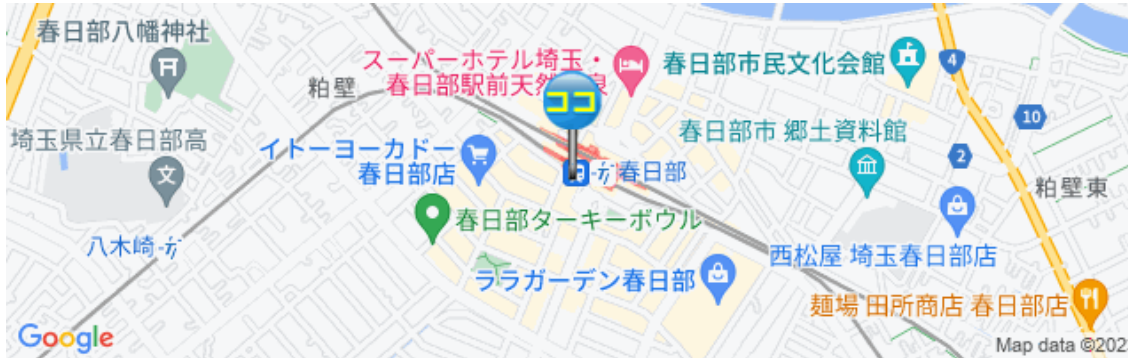 春日部八幡神社
スーパーホテル埼玉・
春日部駅前天然
泉
ココ
粕壁
春日部市民文化会館
4
10
春日部市 郷土資料館
2
粕壁東
埼玉県立春日部高
文
イトーヨーカドー
春日部店
春日部
春日部ターキーボウル
八木崎
西松屋 埼玉春日部店
ララガーデン春日部
麺場 田所商店 春日部店
Google
Map data ©202